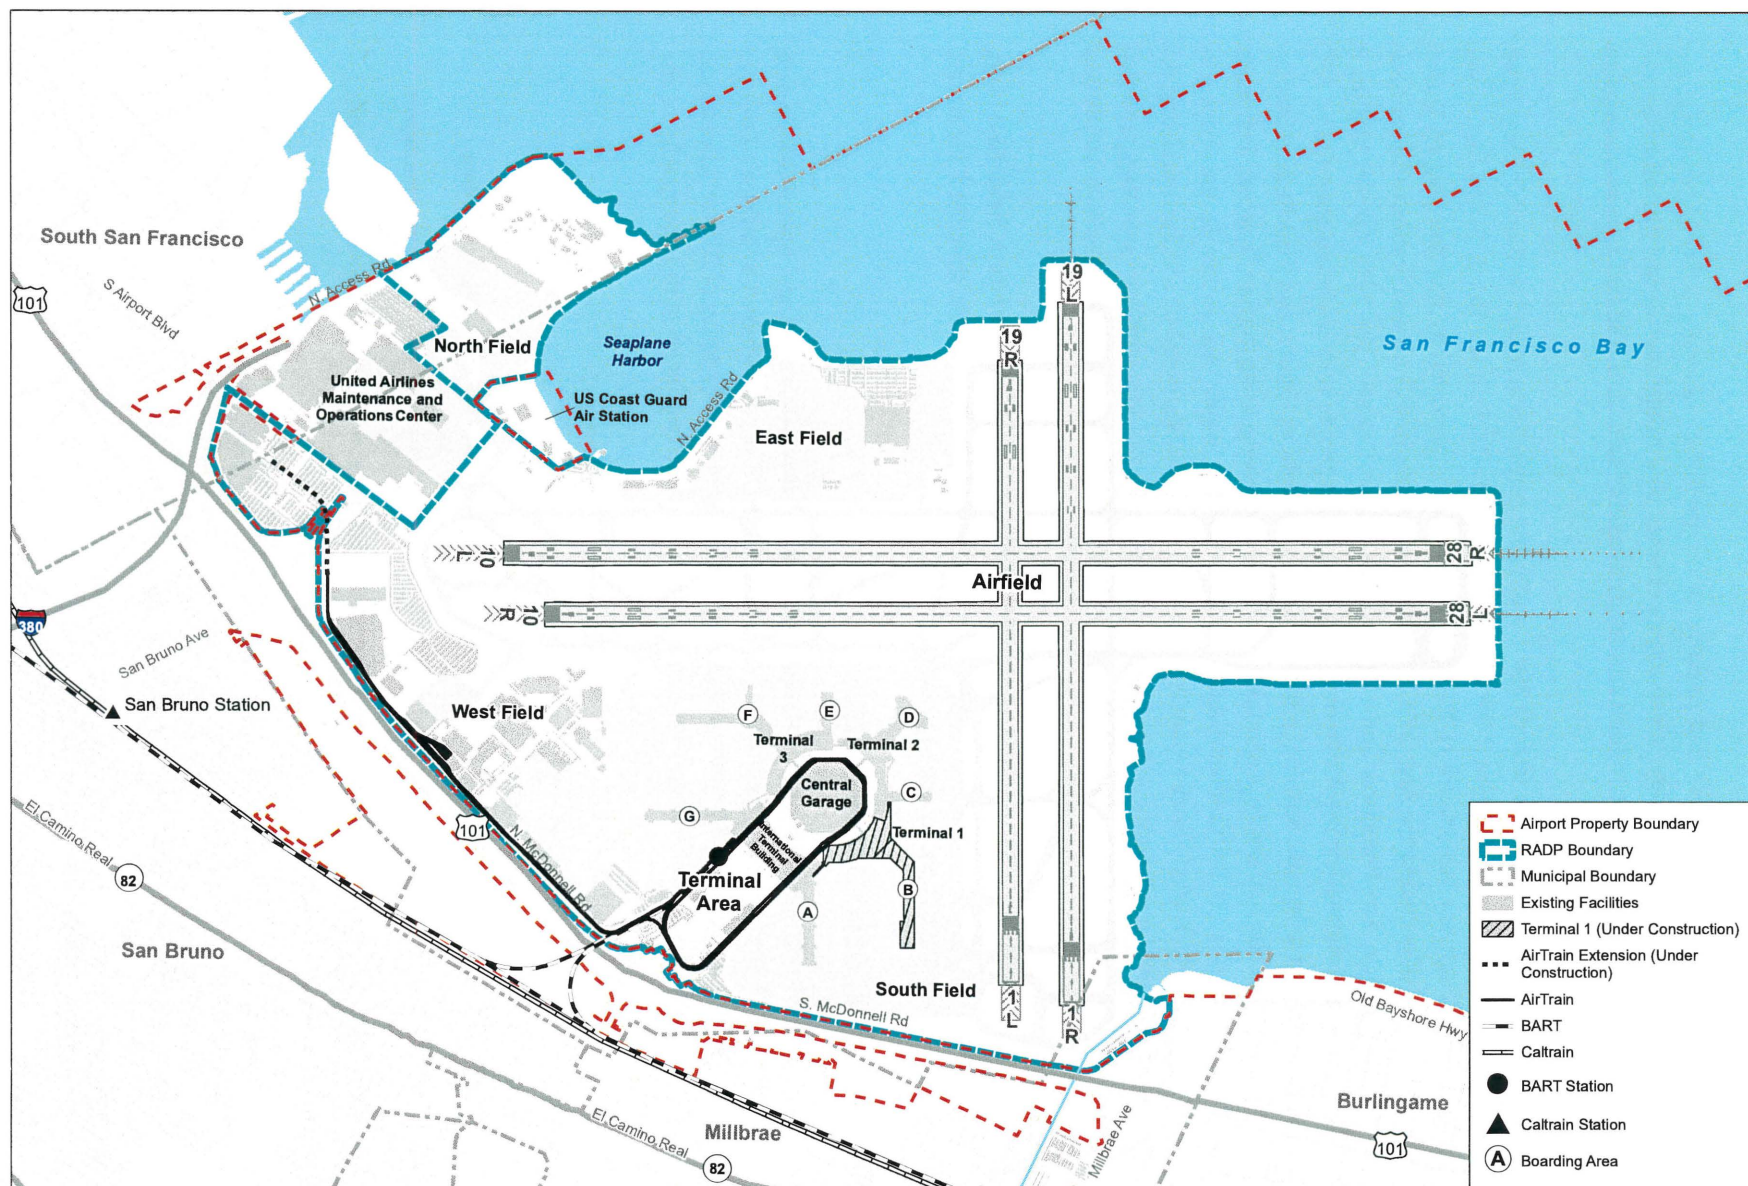 South San Francisco
N. Access Rd
101
S Airport Blvd
North Field
Seaplane
Harbor
San Francisco Bay
United Airlines
Maintenance and
Operations Center
US Coast Guard
Air Station
N. Access Rd
East Field
19
L
19
R
10
L
28
R
Airfield
10
R
28
L
380
San Bruno Ave
San Bruno Station
West Field
F
E
D
Terminal
3
Terminal 2
Central
Garage
C
G
Terminal 1
International
Terminal
Building
101
N. McDonnell Rd
El Camino Real
82
Terminal
Area
B
A
San Bruno
South Field
S. McDonnell Rd
1
L
1
R
Old Bayshore Hwy
Burlingame
El Camino Real
Millbrae
82
Millbrae Ave
101
Airport Property Boundary
RADP Boundary
Municipal Boundary
Existing Facilities
Terminal 1 (Under Construction)
AirTrain Extension (Under
Construction)
AirTrain
BART
Caltrain
BART Station
Caltrain Station
A Boarding Area